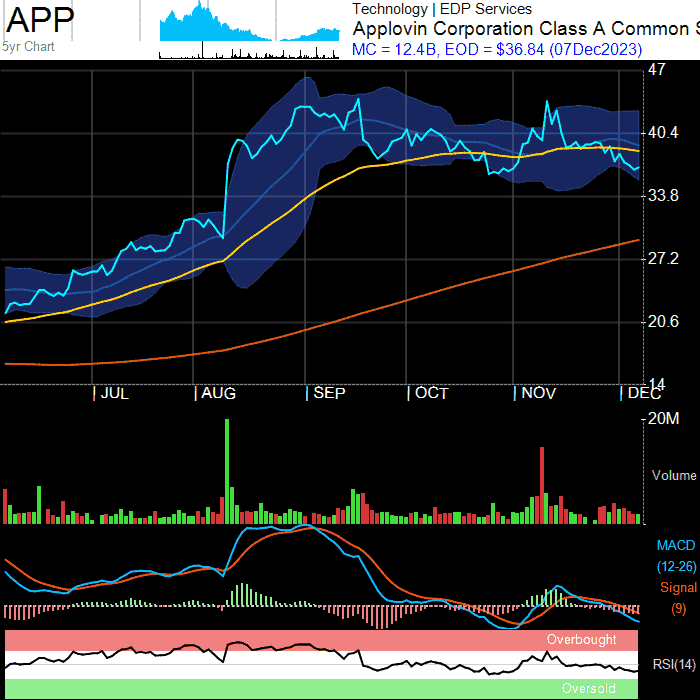 APP
5yr Chart
Technology | EDP Services
Applovin Corporation Class A Common S
MC = 12.4B, EOD = $36.84 (07Dec2023)
47
40.4
33.8
27.2
20.6
14
JUL AUG SEP OCT NOV DEC
20M
Volume
MACD
(12-26)
Signal
(9)
Overbought
RSI(14)
Oversold